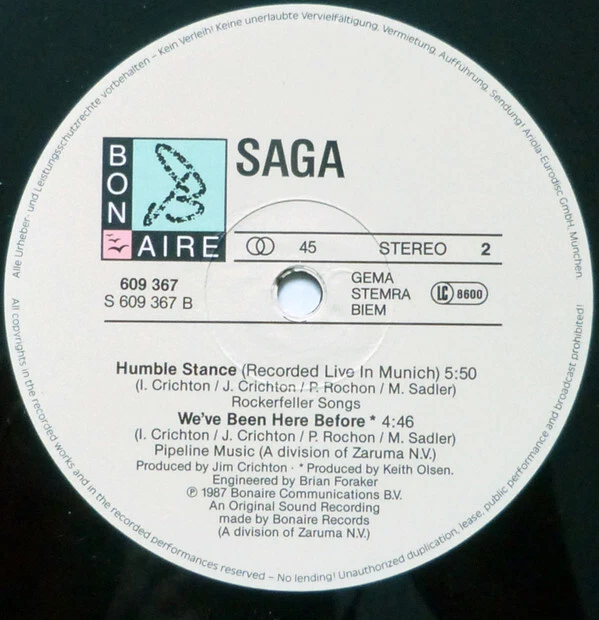 Alle Urheber- und Leistungsschutzrechte vorbehalten – Kein Verleih! Keine unerlaubte Vervielfältigung, Vermietung, Aufführung, Sendung! Ariola-Eurodisc GmbH, München.
BON
AIRE
SAGA
45 STEREO 2
609 367
S 609 367 B
GEMA
STEMRA
BIEM
LC 8600
Humble Stance (Recorded Live In Munich) 5:50
(I. Crichton / J. Crichton / P. Rochon / M. Sadler)
Rockerfeller Songs
We've Been Here Before * 4:46
(I. Crichton / J. Crichton / P. Rochon / M. Sadler)
Pipeline Music (A division of Zaruma N.V.)
Produced by Jim Crichton · * Produced by Keith Olsen.
Engineered by Brian Foraker
℗ 1987 Bonaire Communications B.V.
An Original Sound Recording
made by Bonaire Records
(A division of Zaruma N.V.)
All copyrights in the recorded works and in the recorded performances reserved – No lending! Unauthorized duplication, lease, public performance and broadcast prohibited!